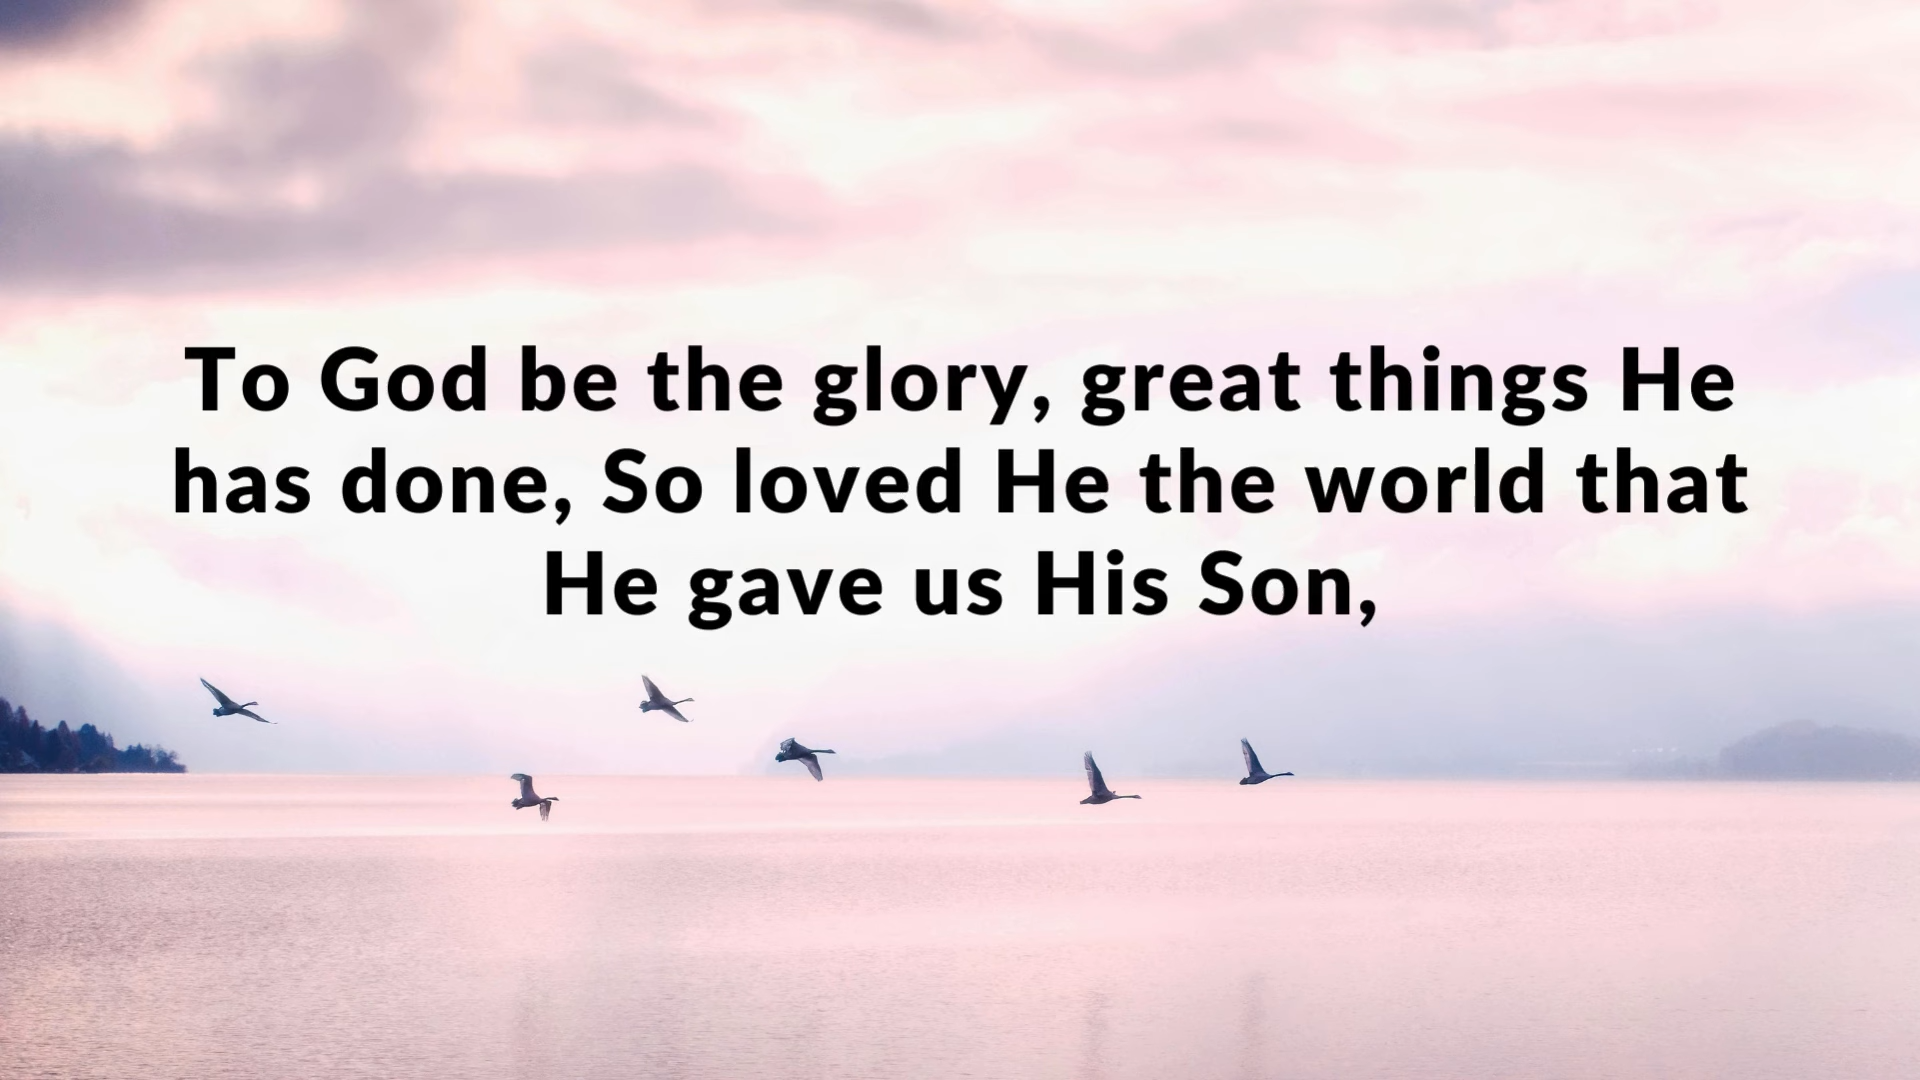 To God be the glory, great things He
has done, So loved He the world that
He gave us His Son,